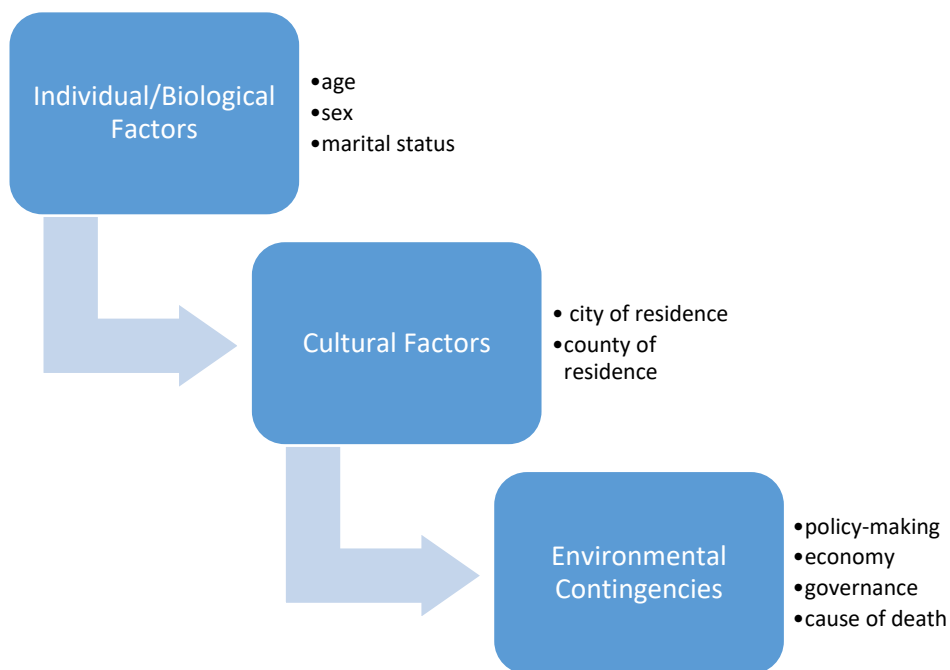 Individual/Biological
Factors
•age
•sex
•marital status
Cultural Factors
• city of residence
•county of
residence
Environmental
Contingencies
•policy-making
•economy
•governance
•cause of death